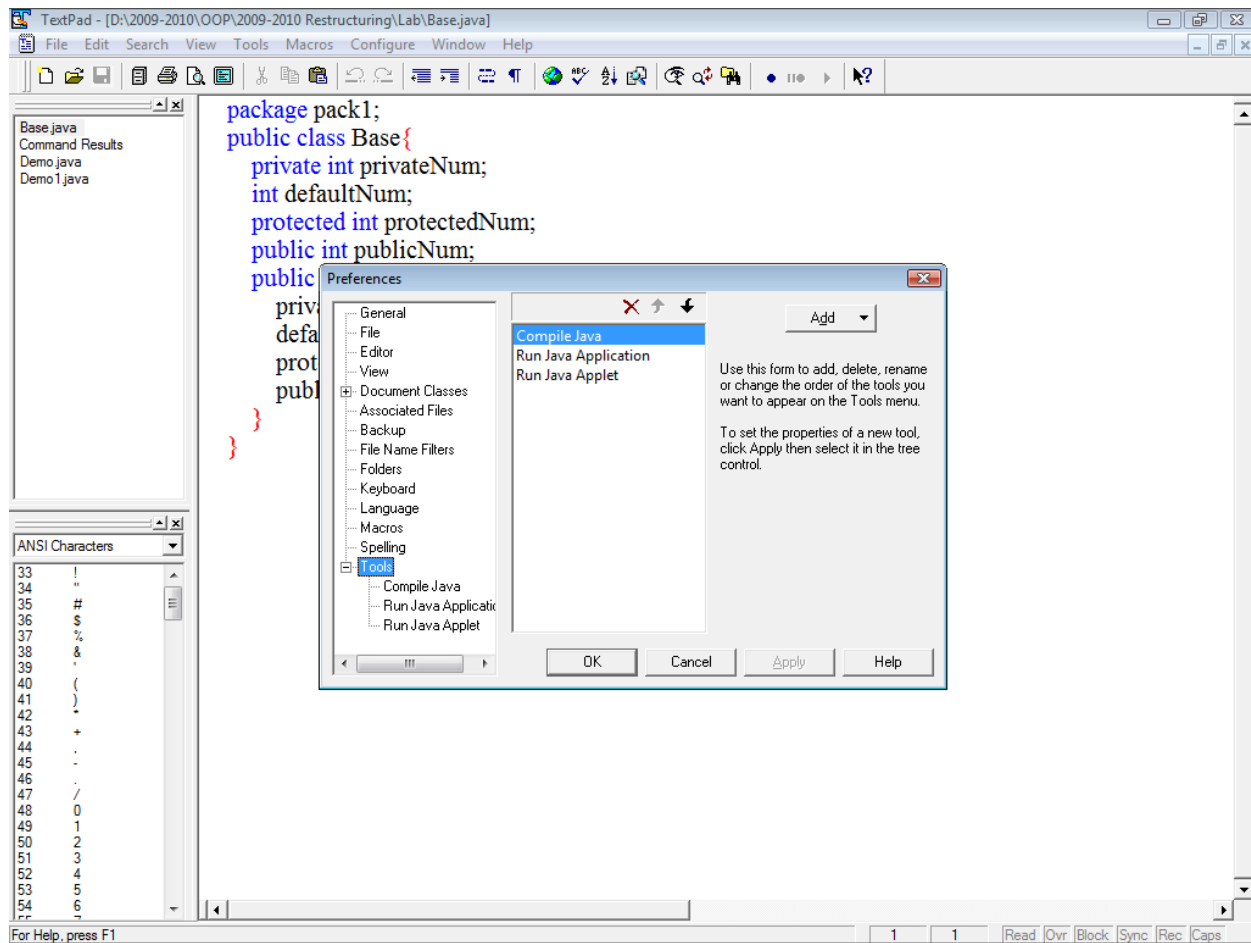 TextPad - [D:\2009-2010\OOP\2009-2010 Restructuring\Lab\Base.java]
File Edit Search View Tools Macros Configure Window Help
Base.java
Command Results
Demo.java
Demo1.java
package pack1;
public class Base{
private int privateNum;
int defaultNum;
protected int protectedNum;
public int publicNum;
public
priva
defa
prot
publ
}
}
Preferences
General
File
Editor
View
Document Classes
Associated Files
Backup
File Name Filters
Folders
Keyboard
Language
Macros
Spelling
Tools
Compile Java
Run Java Applicatic
Run Java Applet
Compile Java
Run Java Application
Run Java Applet
Add
Use this form to add, delete, rename
or change the order of the tools you
want to appear on the Tools menu.
To set the properties of a new tool,
click Apply then select it in the tree
control.
OK Cancel Apply Help
ANSI Characters
33 !
34 "
35 #
36 $
37 %
38 &
39 '
40 (
41 )
42 *
43 +
44 ,
45 -
46 .
47 /
48 0
49 1
50 2
51 3
52 4
53 5
54 6
For Help, press F1
1 1 Read Ovr Block Sync Rec Caps